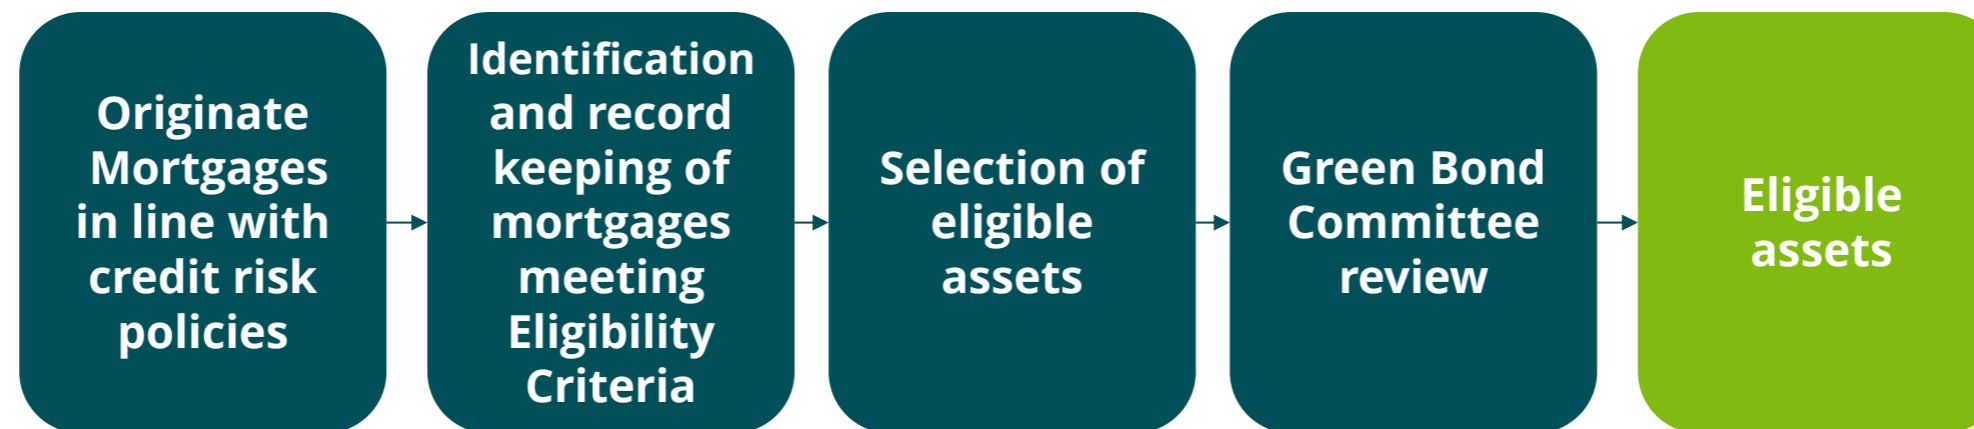 Originate
Mortgages
in line with
credit risk
policies
Identification
and record
keeping of
mortgages
meeting
Eligibility
Criteria
Selection of
eligible
assets
Green Bond
Committee
review
Eligible
assets